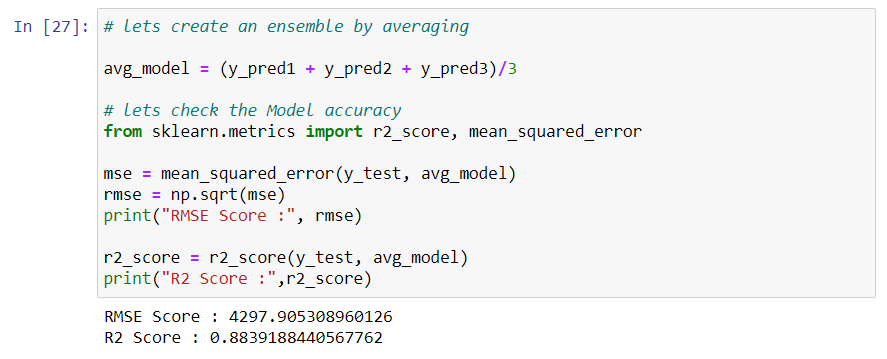 In [27]: # lets create an ensemble by averaging
avg_model = (y_pred1 + y_pred2 + y_pred3)/3
# lets check the Model accuracy
from sklearn.metrics import r2_score, mean_squared_error
mse = mean_squared_error(y_test, avg_model)
rmse = np.sqrt(mse)
print("RMSE Score :", rmse)
r2_score = r2_score(y_test, avg_model)
print("R2 Score :",r2_score)
RMSE Score : 4297.905308960126
R2 Score : 0.8839188440567762